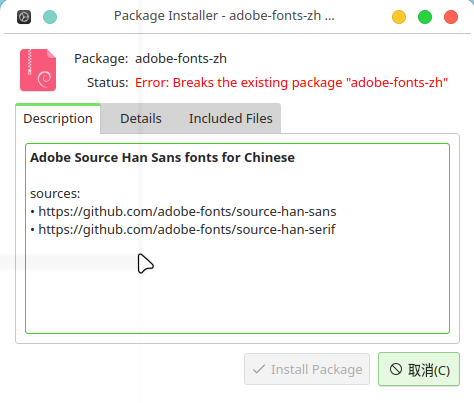 Package Installer - adobe-fonts-zh ...
Package: adobe-fonts-zh
Status: Error: Breaks the existing package "adobe-fonts-zh"
Description Details Included Files
Adobe Source Han Sans fonts for Chinese
sources:
• https://github.com/adobe-fonts/source-han-sans
• https://github.com/adobe-fonts/source-han-serif
Install Package 取消(C)